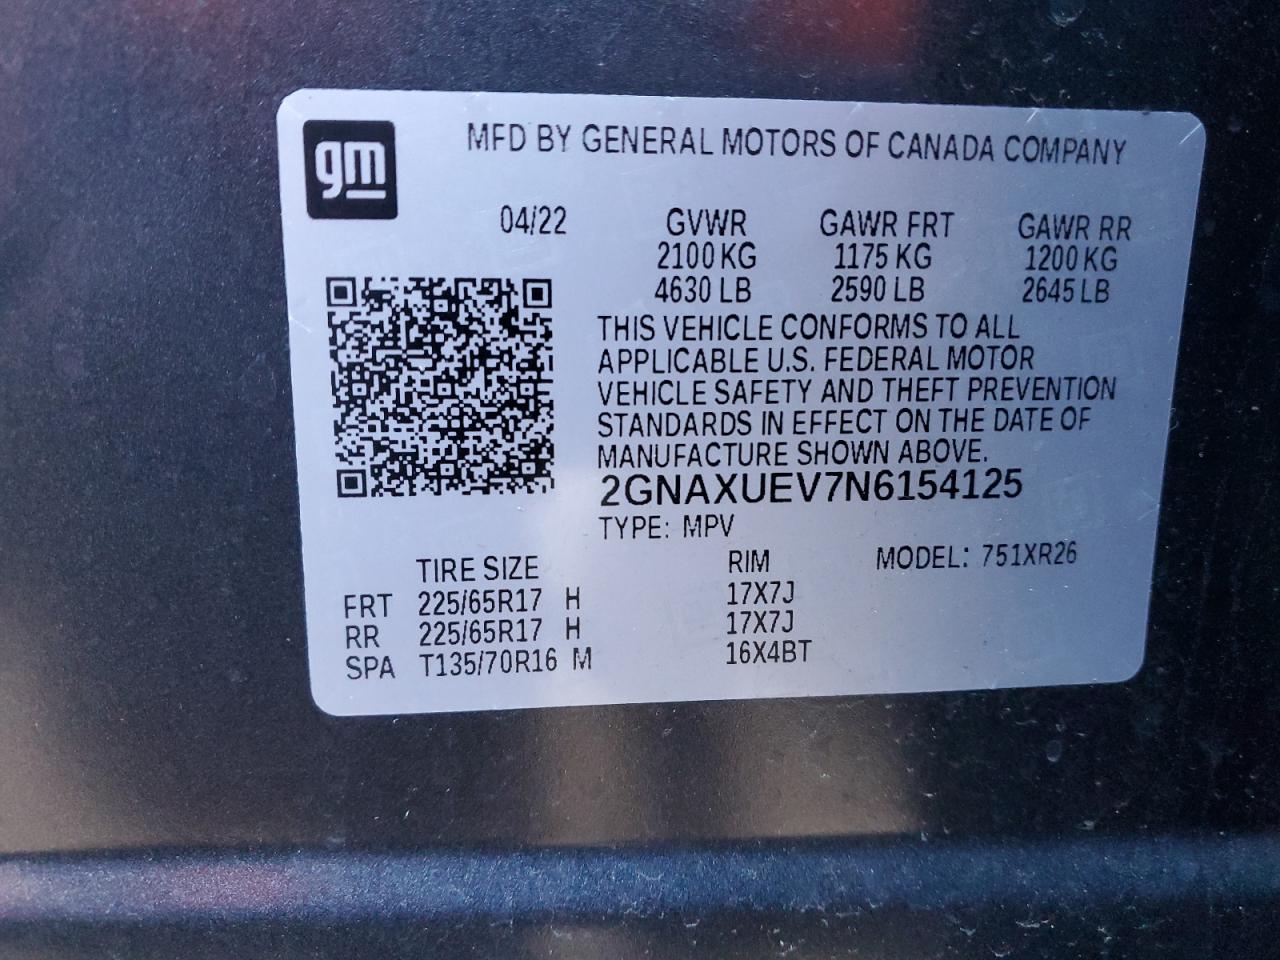 gm
MFD BY GENERAL MOTORS OF CANADA COMPANY
04/22 GVWR GAWR FRT GAWR RR
2100 KG 1175 KG 1200 KG
4630 LB 2590 LB 2645 LB
THIS VEHICLE CONFORMS TO ALL
APPLICABLE U.S. FEDERAL MOTOR
VEHICLE SAFETY AND THEFT PREVENTION
STANDARDS IN EFFECT ON THE DATE OF
MANUFACTURE SHOWN ABOVE.
2GNAXUEV7N6154125
TYPE: MPV
TIRE SIZE RIM MODEL: 751XR26
FRT 225/65R17 H 17X7J
RR 225/65R17 H 17X7J
SPA T135/70R16 M 16X4BT